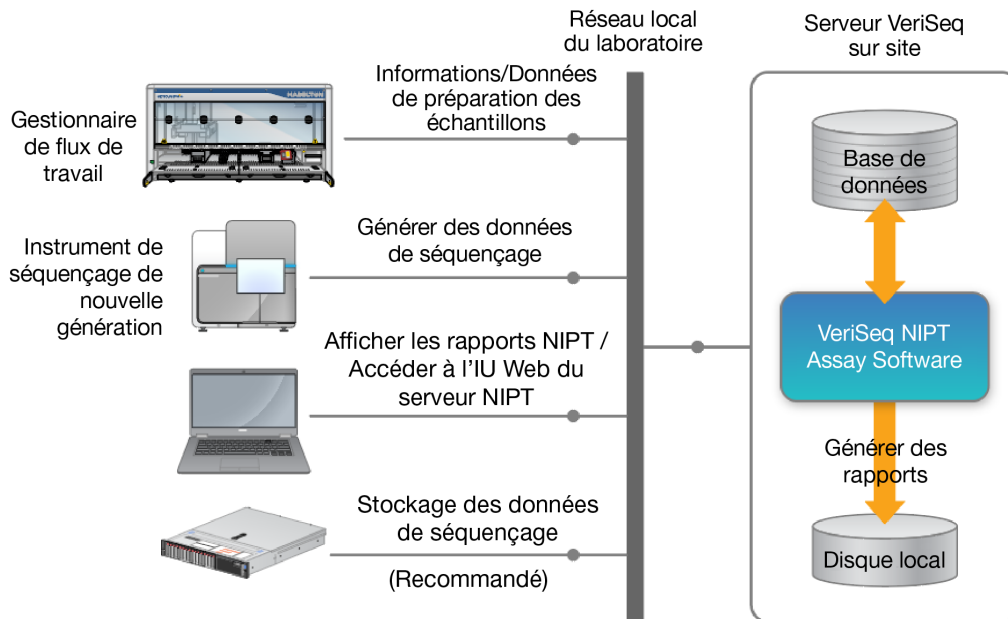 Réseau local
du laboratoire
Serveur VeriSeq
sur site
Informations/Données
de préparation des
échantillons
HAMILTON
Gestionnaire
de flux de
travail
Base de
données
Instrument de
séquençage de
nouvelle
génération
Générer des données
de séquençage
Afficher les rapports NIPT /
Accéder à l'IU Web du
serveur NIPT
VeriSeq NIPT
Assay Software
Générer des
rapports
Stockage des données
de séquençage
(Recommandé)
Disque local